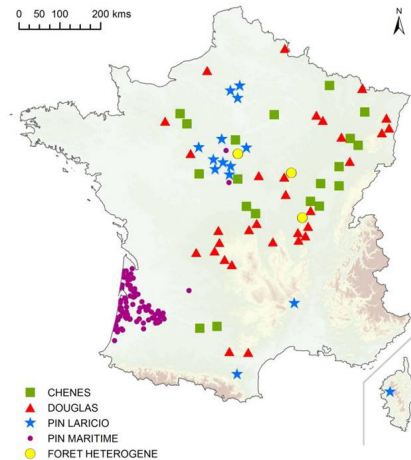 0 50 100 200 kms
N
CHENES
DOUGLAS
PIN LARICIO
PIN MARITIME
FORET HETEROGENE